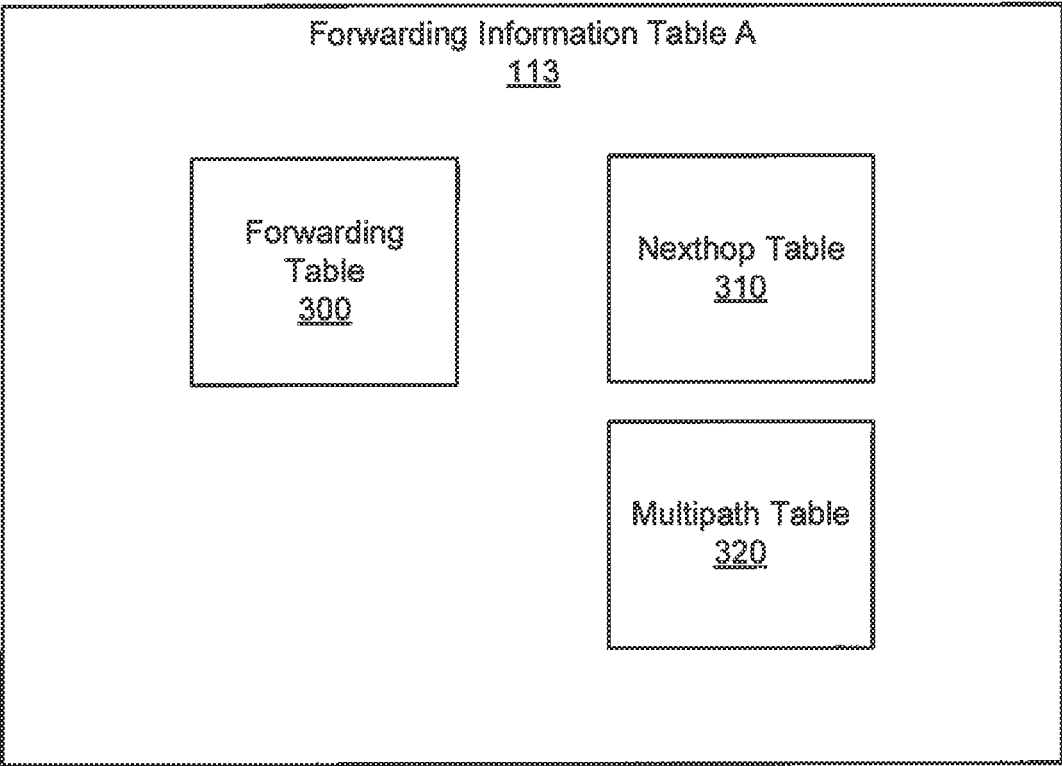 Forwarding Information Table A
113
Forwarding
Table
300
Nexthop Table
310
Multipath Table
320